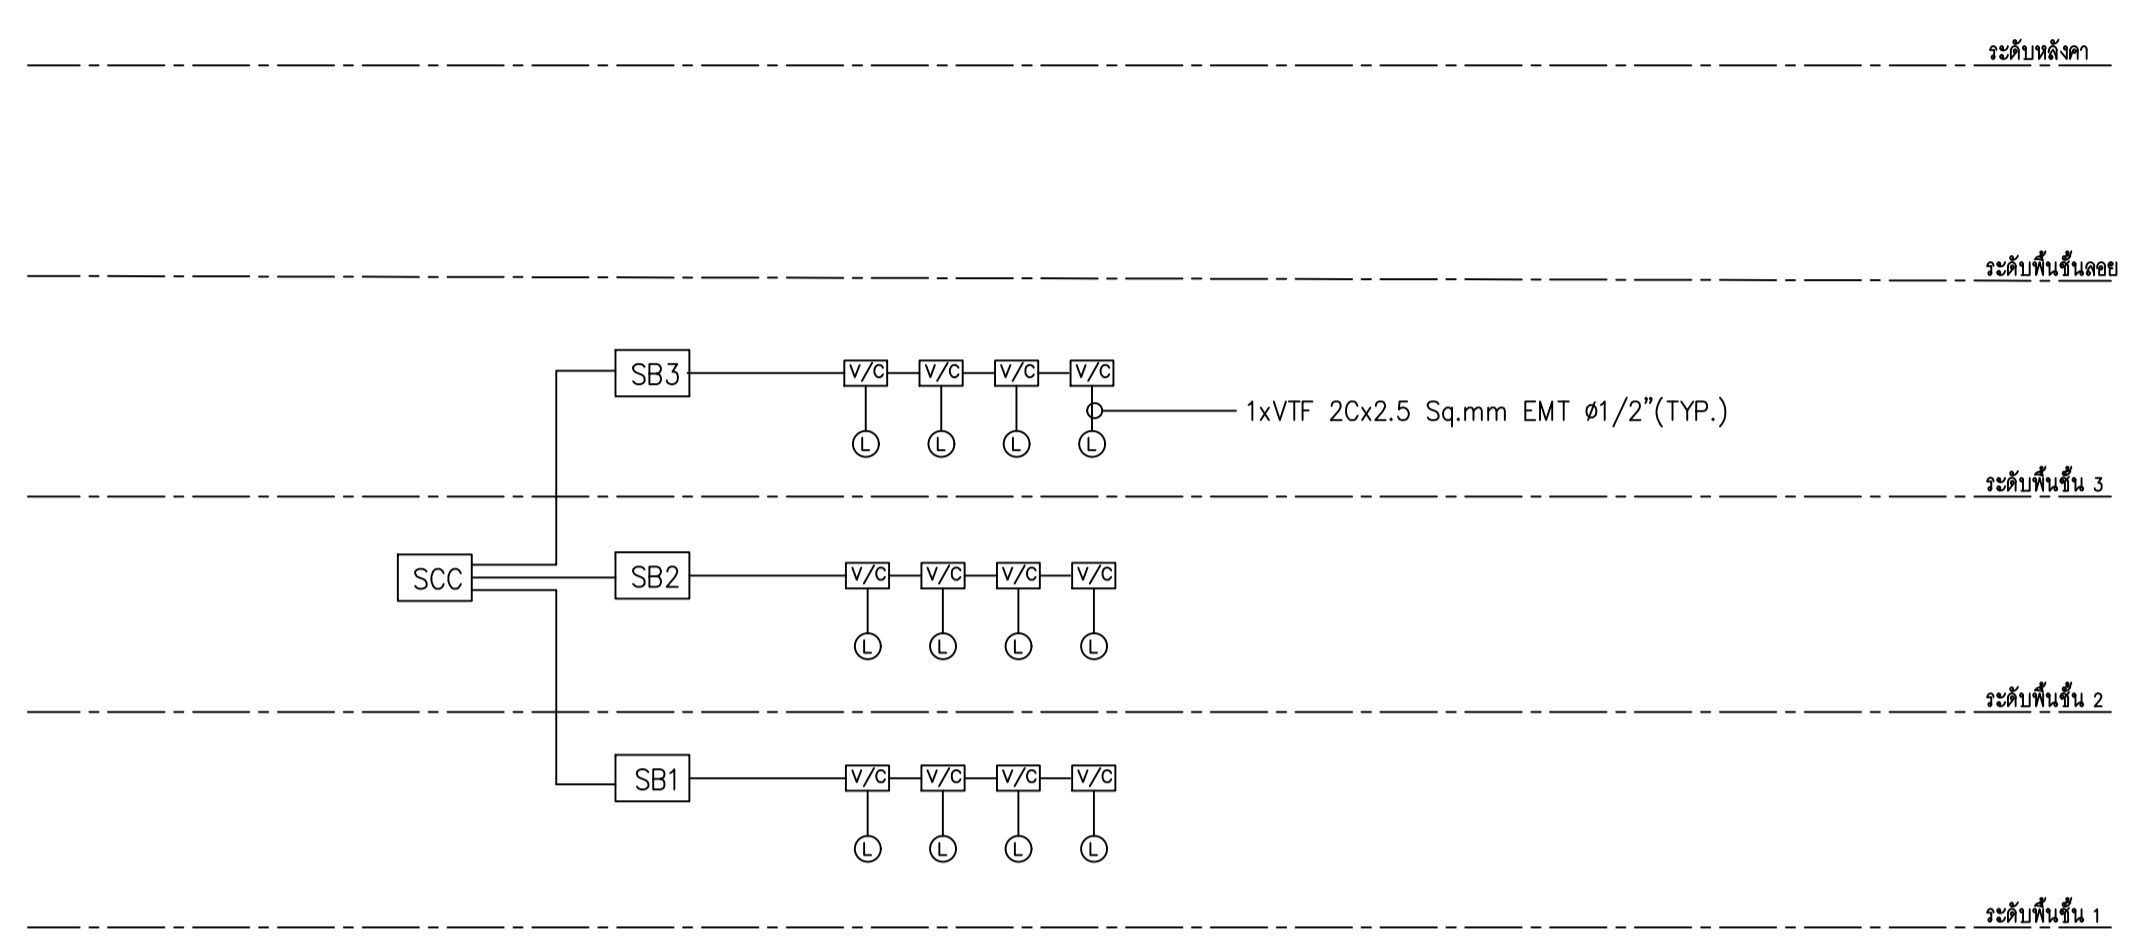 ระดับหลังคา
ระดับพื้นชั้นลอย
SB3 V/C V/C V/C V/C
1xVTF 2Cx2.5 Sq.mm EMT ø1/2”(TYP.)
L L L L
ระดับพื้นชั้น 3
SCC SB2 V/C V/C V/C V/C
L L L L
ระดับพื้นชั้น 2
SB1 V/C V/C V/C V/C
L L L L
ระดับพื้นชั้น 1